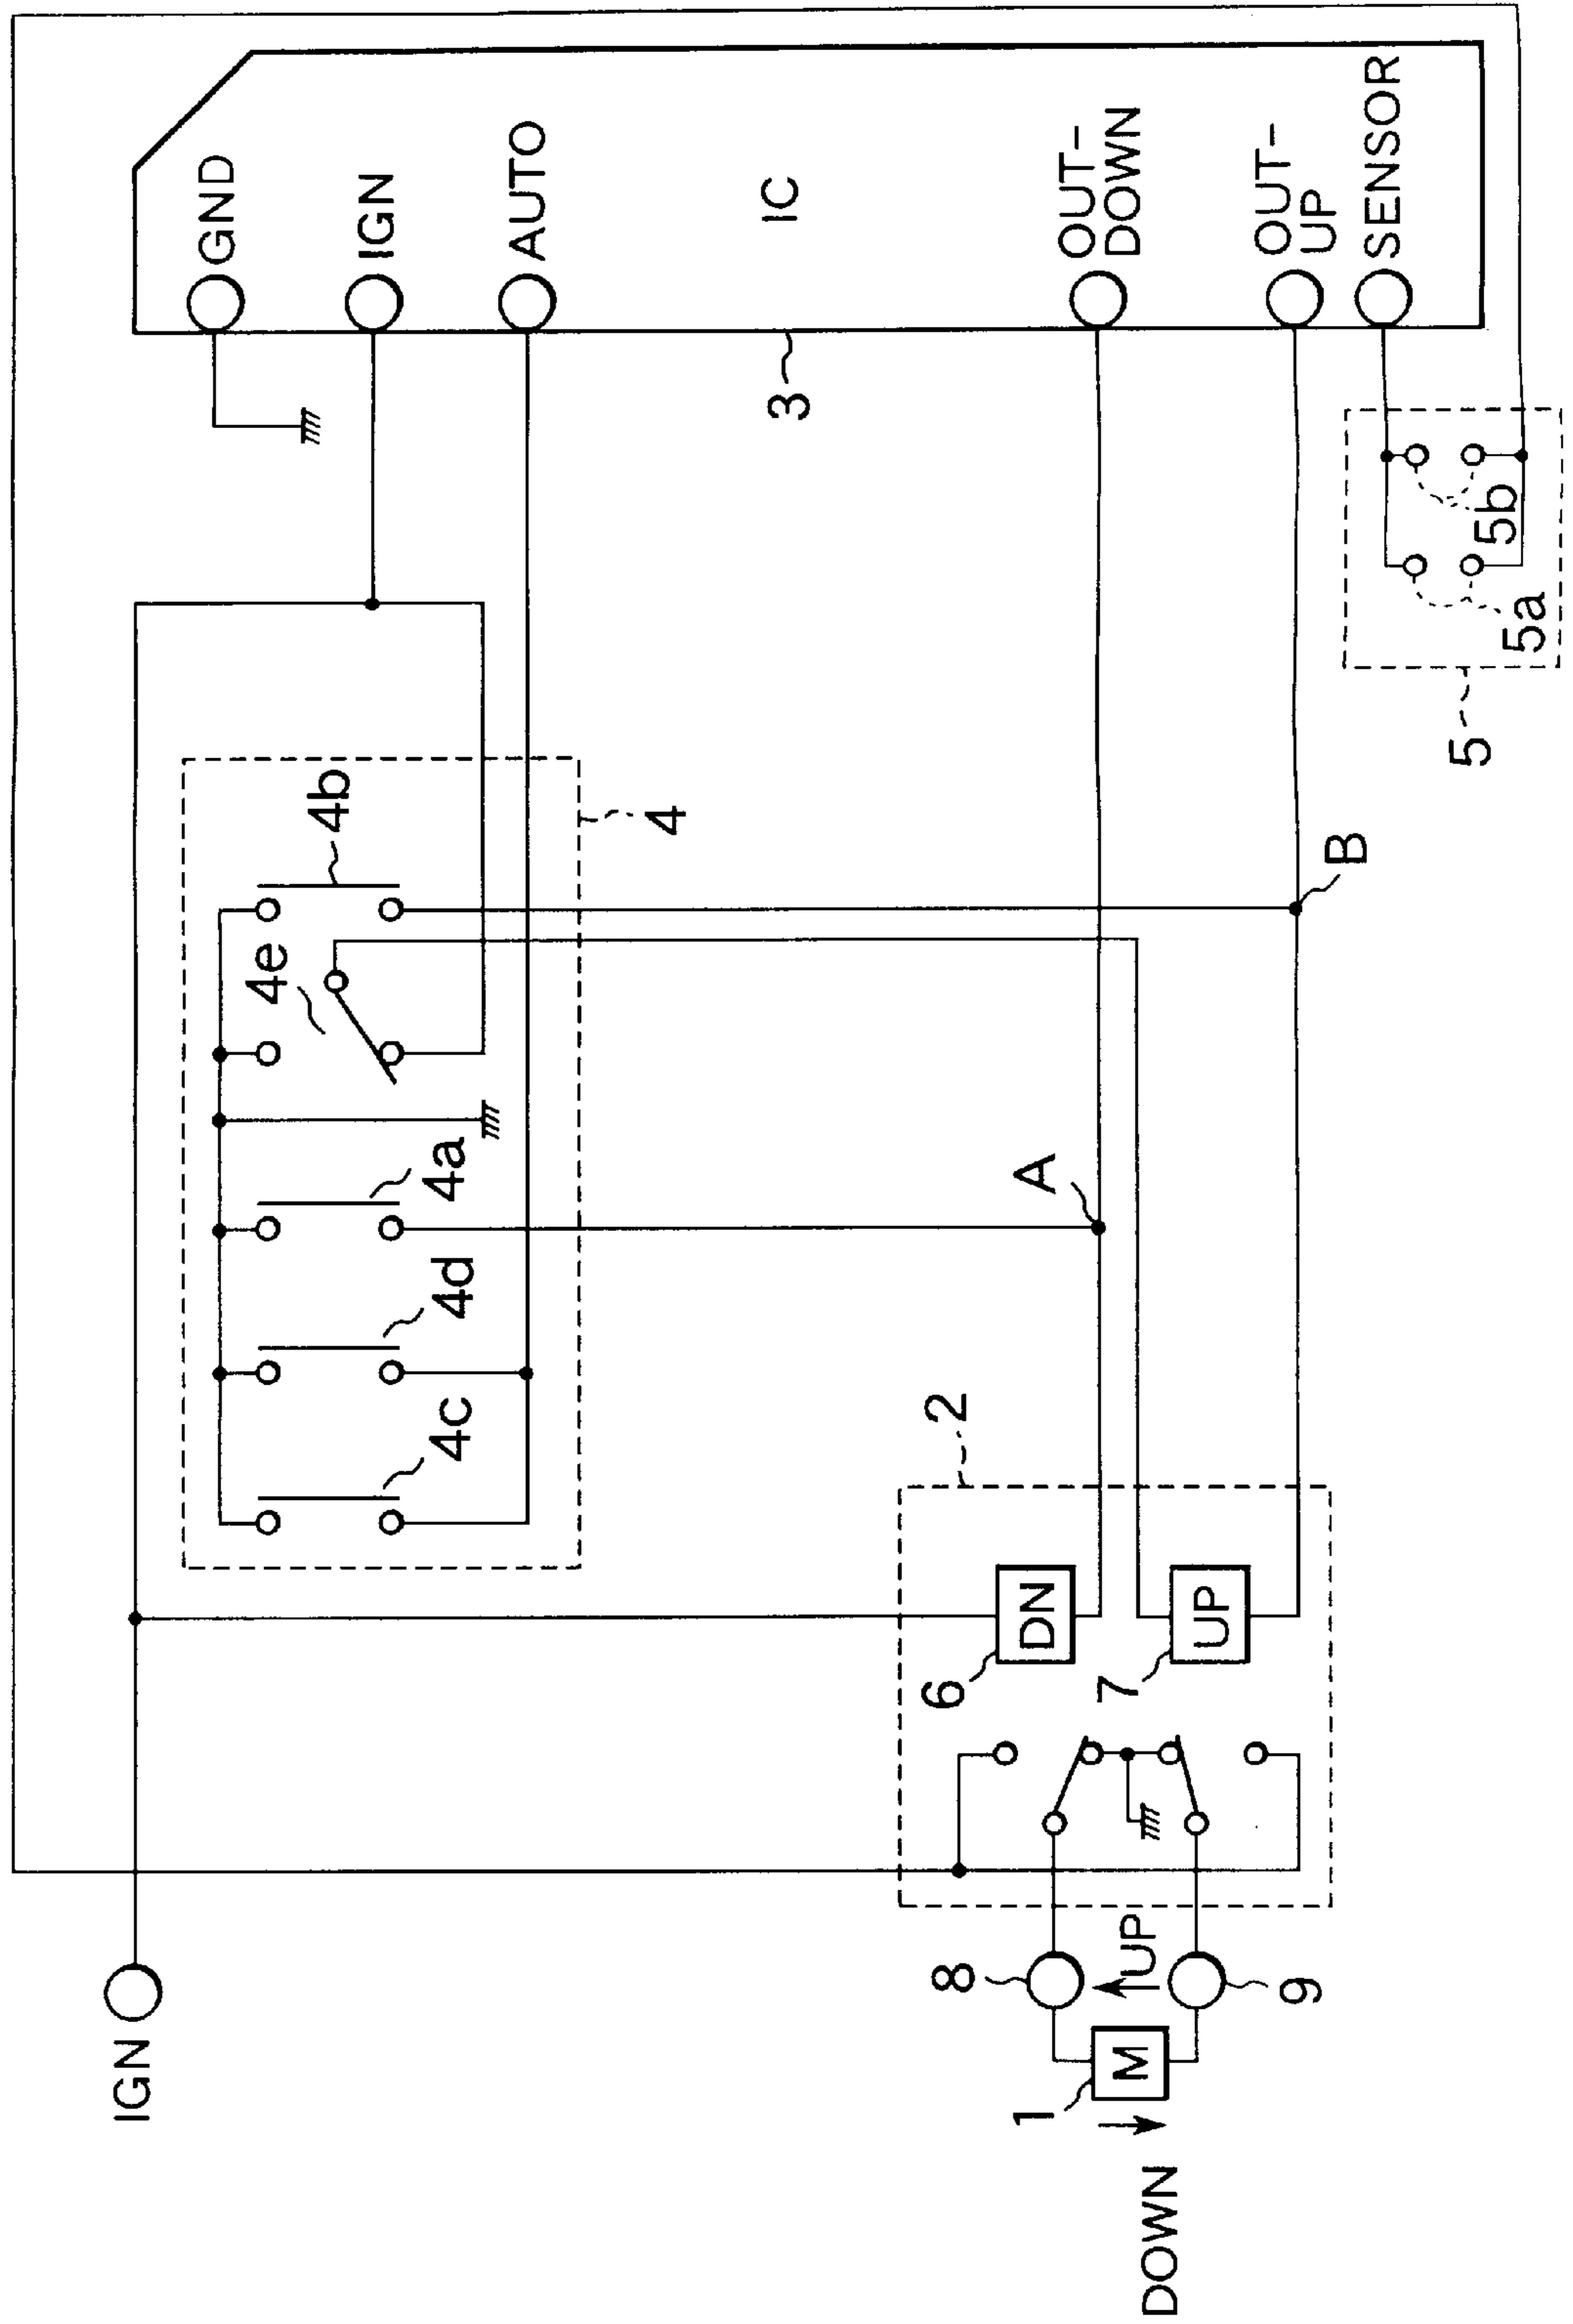 GND
IGN
AUTO
IC
OUT-
DOWN
OUT-
UP
SENSOR
3
5b
5a
5
4b
4
4e
B
4a
A
4d
4c
2
DN
UP
6
7
IGN
8
UP
9
M
1
DOWN